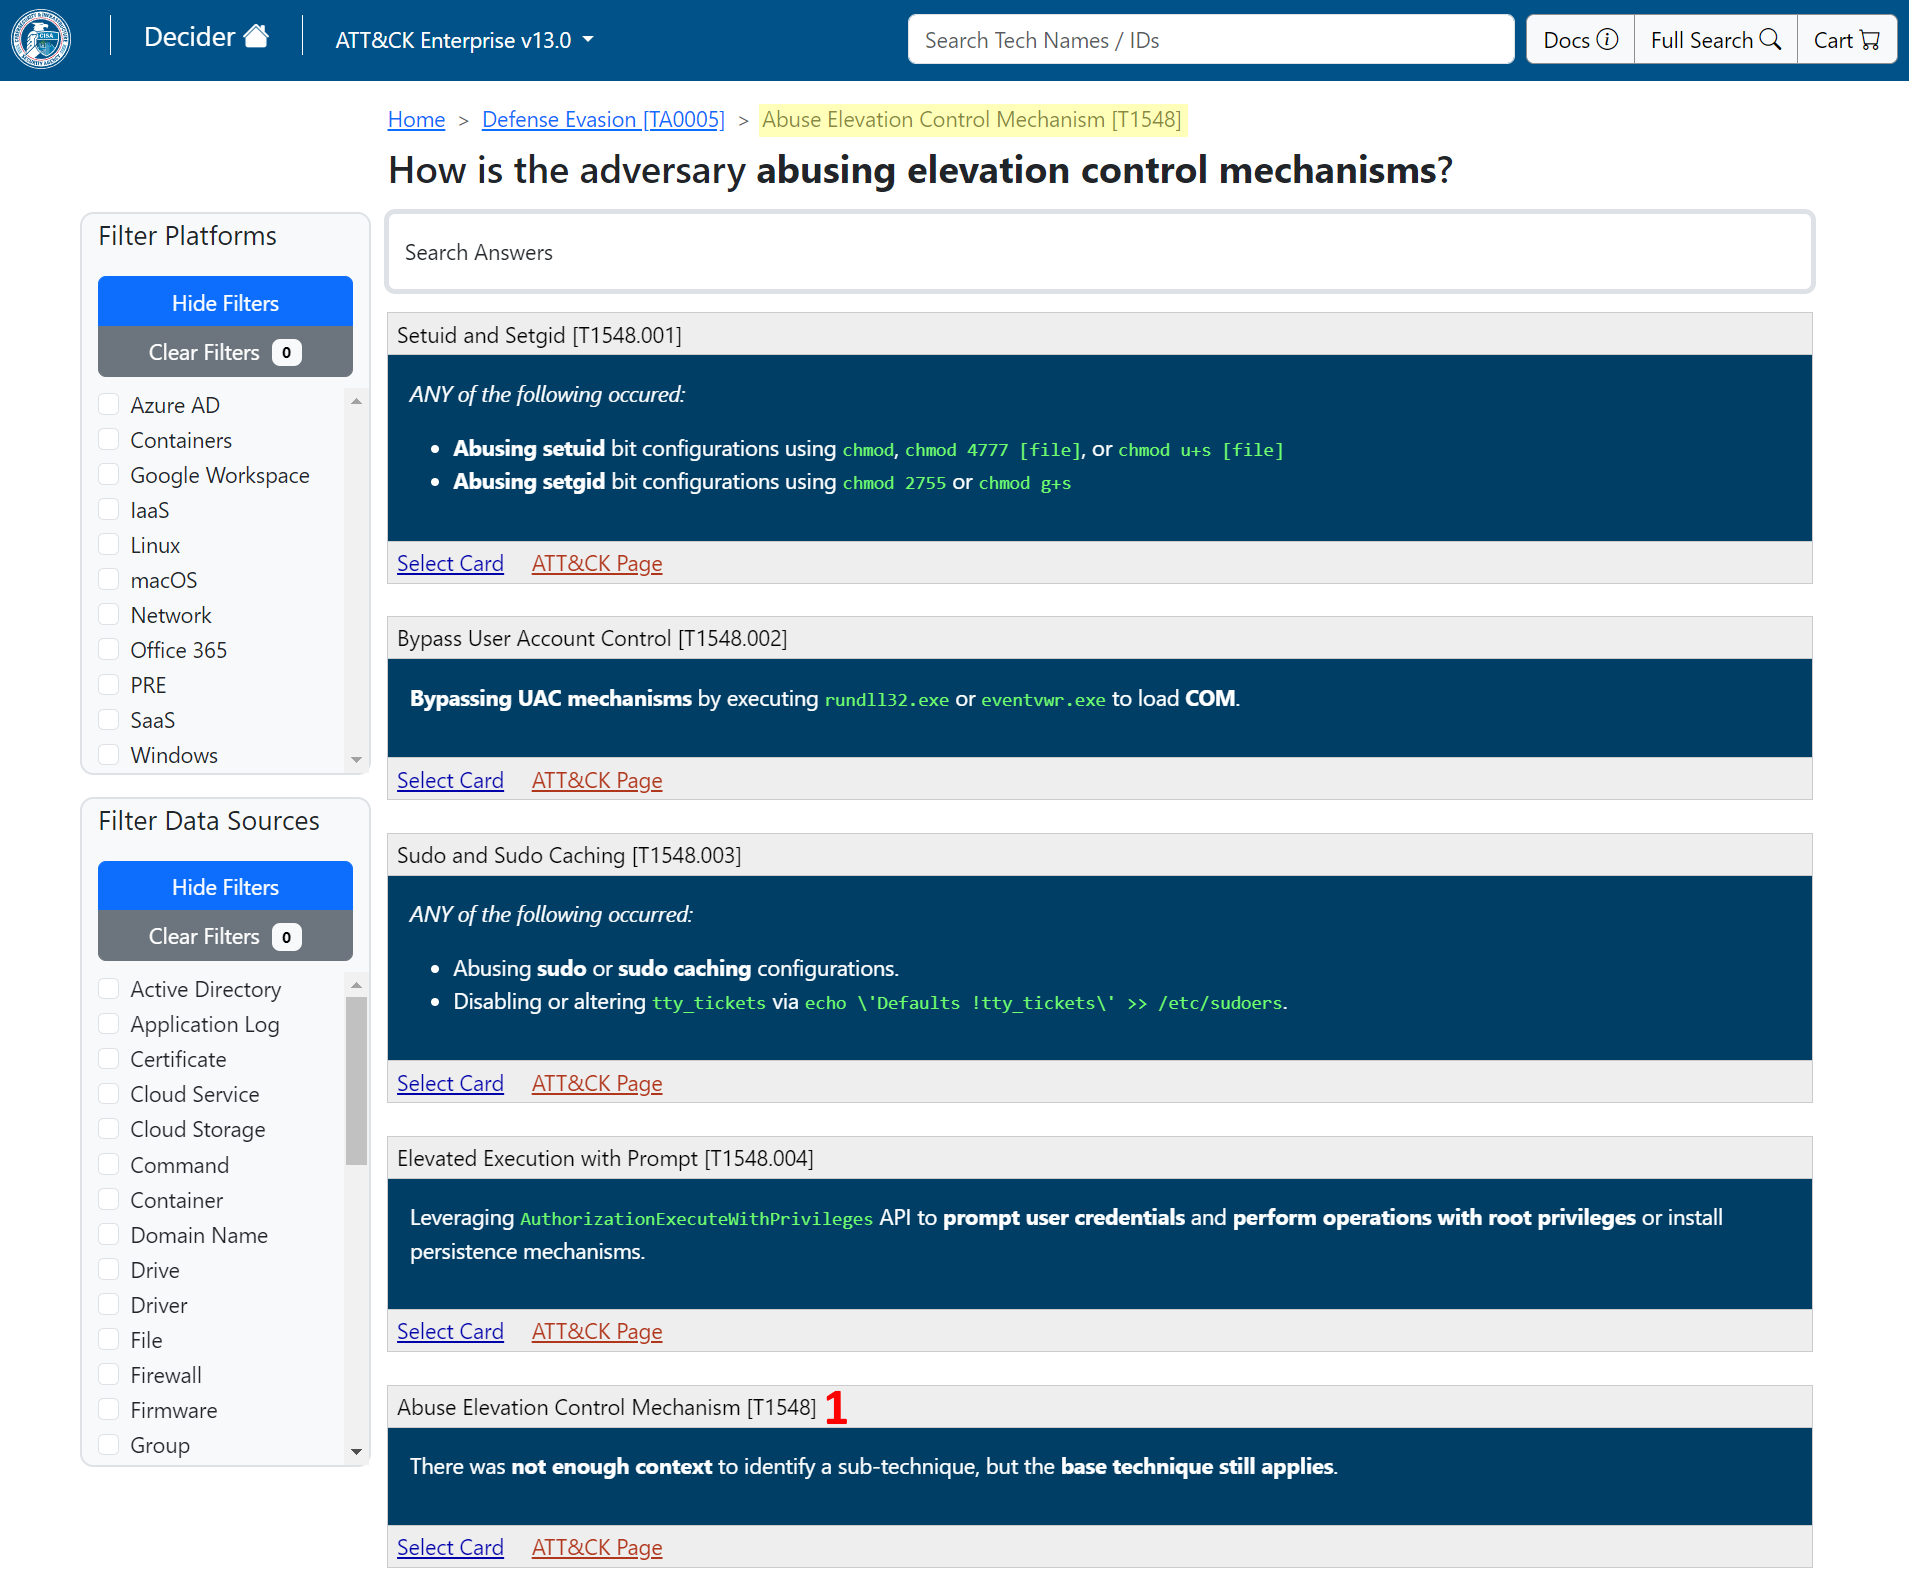 Decider
ATT&CK Enterprise v13.0
Search Tech Names / IDs
Docs
Full Search
Cart
Home > Defense Evasion [TA0005] > Abuse Elevation Control Mechanism [T1548]
How is the adversary abusing elevation control mechanisms?
Filter Platforms
Hide Filters
Clear Filters 0
Azure AD
Containers
Google Workspace
IaaS
Linux
macOS
Network
Office 365
PRE
SaaS
Windows
Filter Data Sources
Hide Filters
Clear Filters 0
Active Directory
Application Log
Certificate
Cloud Service
Cloud Storage
Command
Container
Domain Name
Drive
Driver
File
Firewall
Firmware
Group
Search Answers
Setuid and Setgid [T1548.001]
ANY of the following occured:
• Abusing setuid bit configurations using chmod, chmod 4777 [file], or chmod u+s [file]
• Abusing setgid bit configurations using chmod 2755 or chmod g+s
Select Card ATT&CK Page
Bypass User Account Control [T1548.002]
Bypassing UAC mechanisms by executing rundll32.exe or eventvwr.exe to load COM.
Select Card ATT&CK Page
Sudo and Sudo Caching [T1548.003]
ANY of the following occurred:
• Abusing sudo or sudo caching configurations.
• Disabling or altering tty_tickets via echo \'Defaults !tty_tickets\' >> /etc/sudoers.
Select Card ATT&CK Page
Elevated Execution with Prompt [T1548.004]
Leveraging AuthorizationExecuteWithPrivileges API to prompt user credentials and perform operations with root privileges or install
persistence mechanisms.
Select Card ATT&CK Page
Abuse Elevation Control Mechanism [T1548] 1
There was not enough context to identify a sub-technique, but the base technique still applies.
Select Card ATT&CK Page